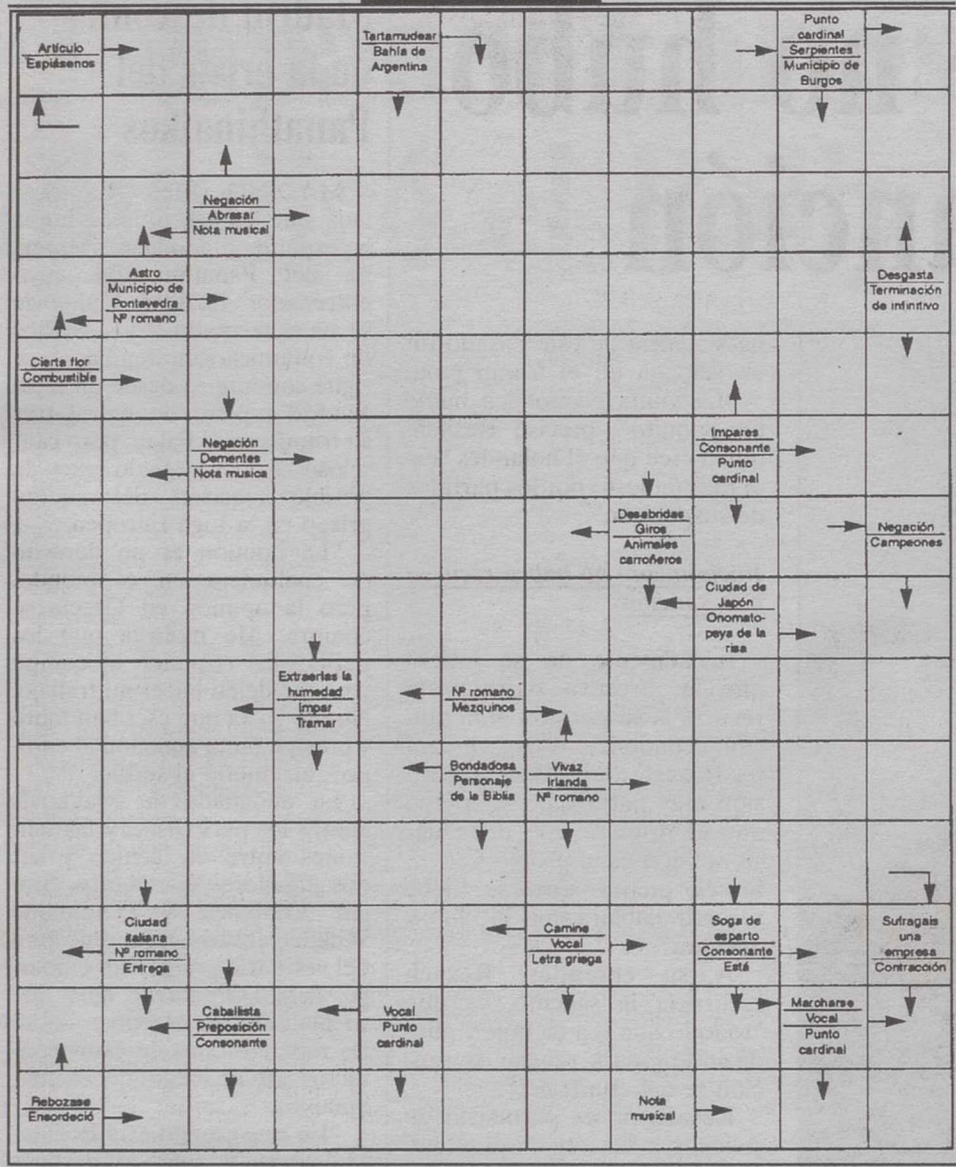 Artículo
Espiásenos
Tartamudear
Bahía de
Argentina
Punto
cardinal
Serpientes
Municipio de
Burgos
Negación
Abrasar
Nota musical
Astro
Municipio de
Pontevedra
Nº romano
Desgasta
Terminación
de infinitivo
Cierta flor
Combustible
Negación
Dementes
Nota musica
Impares
Consonante
Punto
cardinal
Desabridas
Giros
Animales
carroñeros
Negación
Campeones
Ciudad de
Japón
Onomato-
peya de la
risa
Extraerlas la
humedad
Impar
Tramar
Nº romano
Mezquinos
Bondadosa
Personaje
de la Biblia
Vivaz
Irlanda
Nº romano
Ciudad
italiana
Nº romano
Entrega
Camine
Vocal
Letra griega
Soga de
esparto
Consonante
Está
Sufragais
una
empresa
Contracción
Caballista
Preposición
Consonante
Vocal
Punto
cardinal
Marcharse
Vocal
Punto
cardinal
Rebozase
Ensordeció
Nota
musical